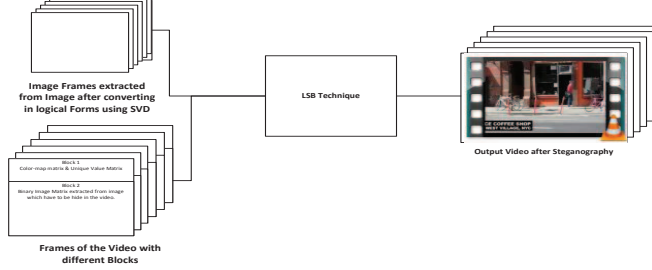 Image Frames extracted
from Image after converting
in logical Forms using SVD
LSB Technique
CE COFFEE SHOP
WEST VILLAGE, NYE
Output Video after Steganography
Block 1
Color-map matrix & Unique Value Matrix
Block 2
Binary Image Matrix extracted from image
which have to be hide in the video.
Frames of the Video with
different Blocks